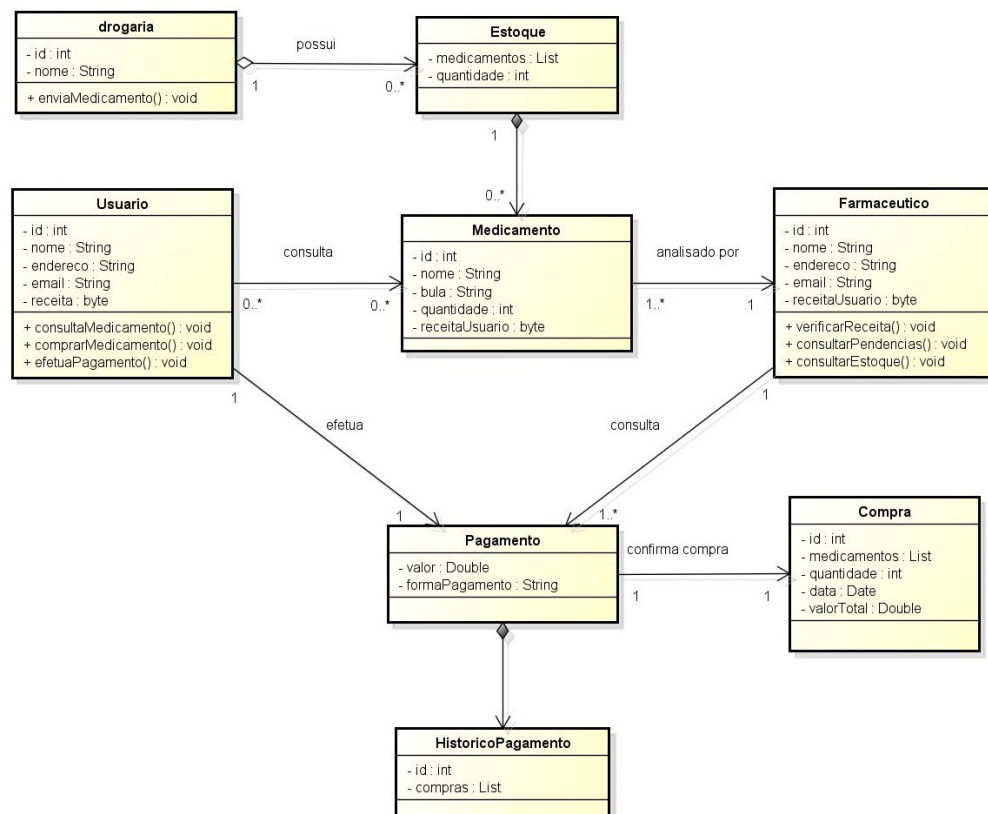 drogaria
- id : int
- nome : String
+ enviaMedicamento() : void
possui
1
0..*
Estoque
- medicamentos : List
- quantidade : int
1
0..*
Usuario
- id : int
- nome : String
- endereco : String
- email : String
- receita : byte
+ consultaMedicamento() : void
+ comprarMedicamento() : void
+ efetuaPagamento() : void
consulta
0..*
0..*
Medicamento
- id : int
- nome : String
- bula : String
- quantidade : int
- receitaUsuario : byte
analisado por
1..*
1
Farmaceutico
- id : int
- nome : String
- endereco : String
- email : String
- receitaUsuario : byte
+ verificarReceita() : void
+ consultarPendencias() : void
+ consultarEstoque() : void
1
efetua
1
1
consulta
1..*
Pagamento
- valor : Double
- formaPagamento : String
confirma compra
1
1
Compra
- id : int
- medicamentos : List
- quantidade : int
- data : Date
- valorTotal : Double
HistoricoPagamento
- id : int
- compras : List